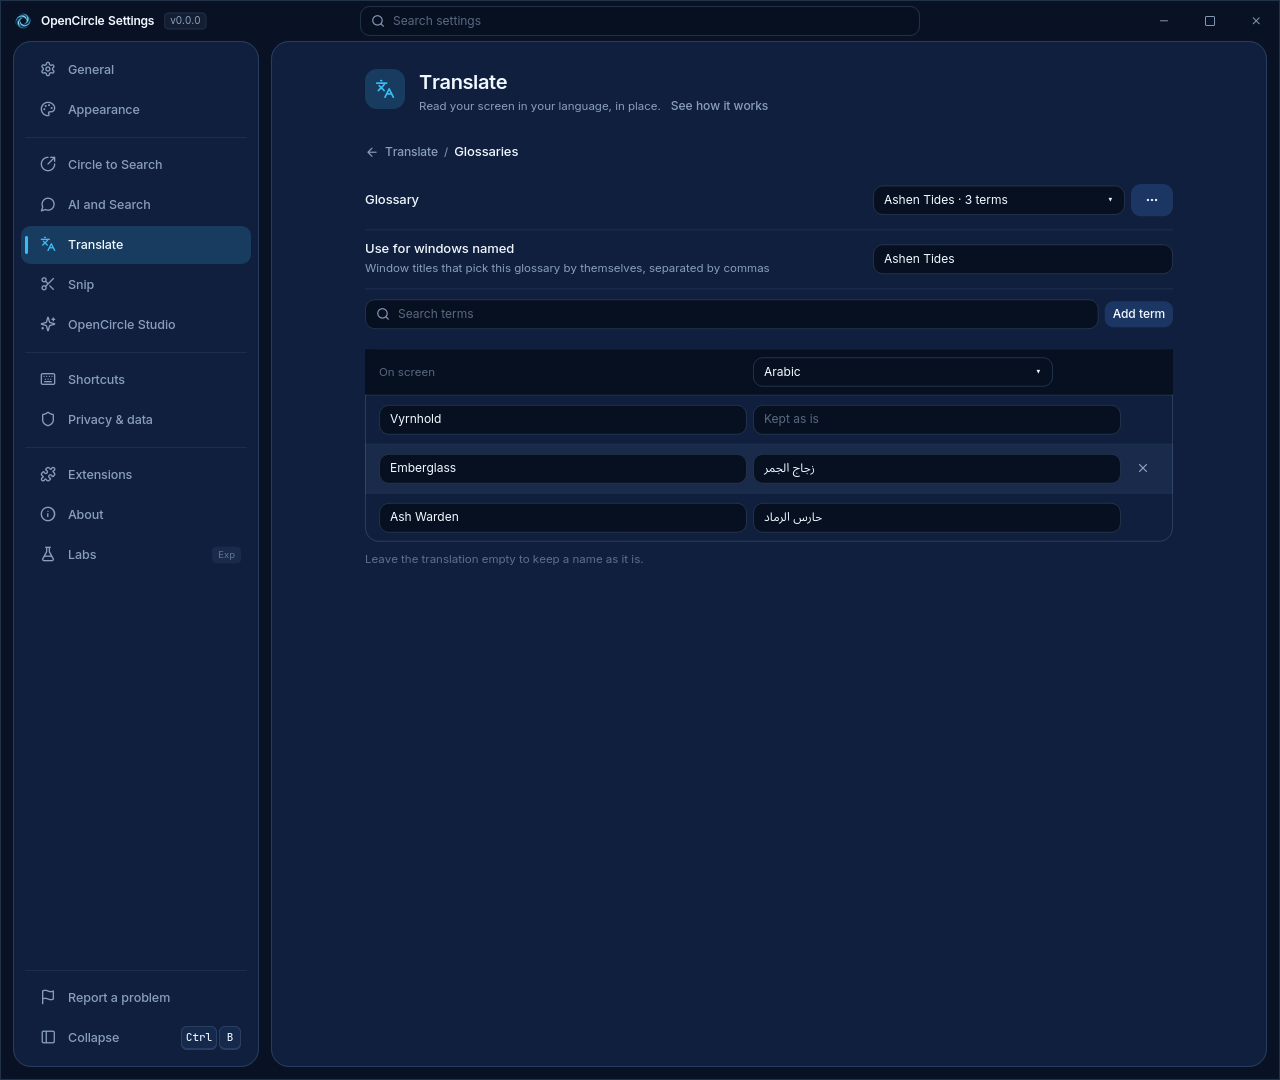 OpenCircle Settings v0.0.0
Search settings
General
Appearance
Circle to Search
AI and Search
Translate
Snip
OpenCircle Studio
Shortcuts
Privacy & data
Extensions
About
Labs Exp
Report a problem
Collapse Ctrl B
Translate
Read your screen in your language, in place. See how it works
Translate / Glossaries
Glossary Ashen Tides · 3 terms
Use for windows named
Window titles that pick this glossary by themselves, separated by commas
Ashen Tides
Search terms Add term
On screen Arabic
Vyrnhold Kept as is
Emberglass زجاج الجمر
Ash Warden حارس الرماد
Leave the translation empty to keep a name as it is.